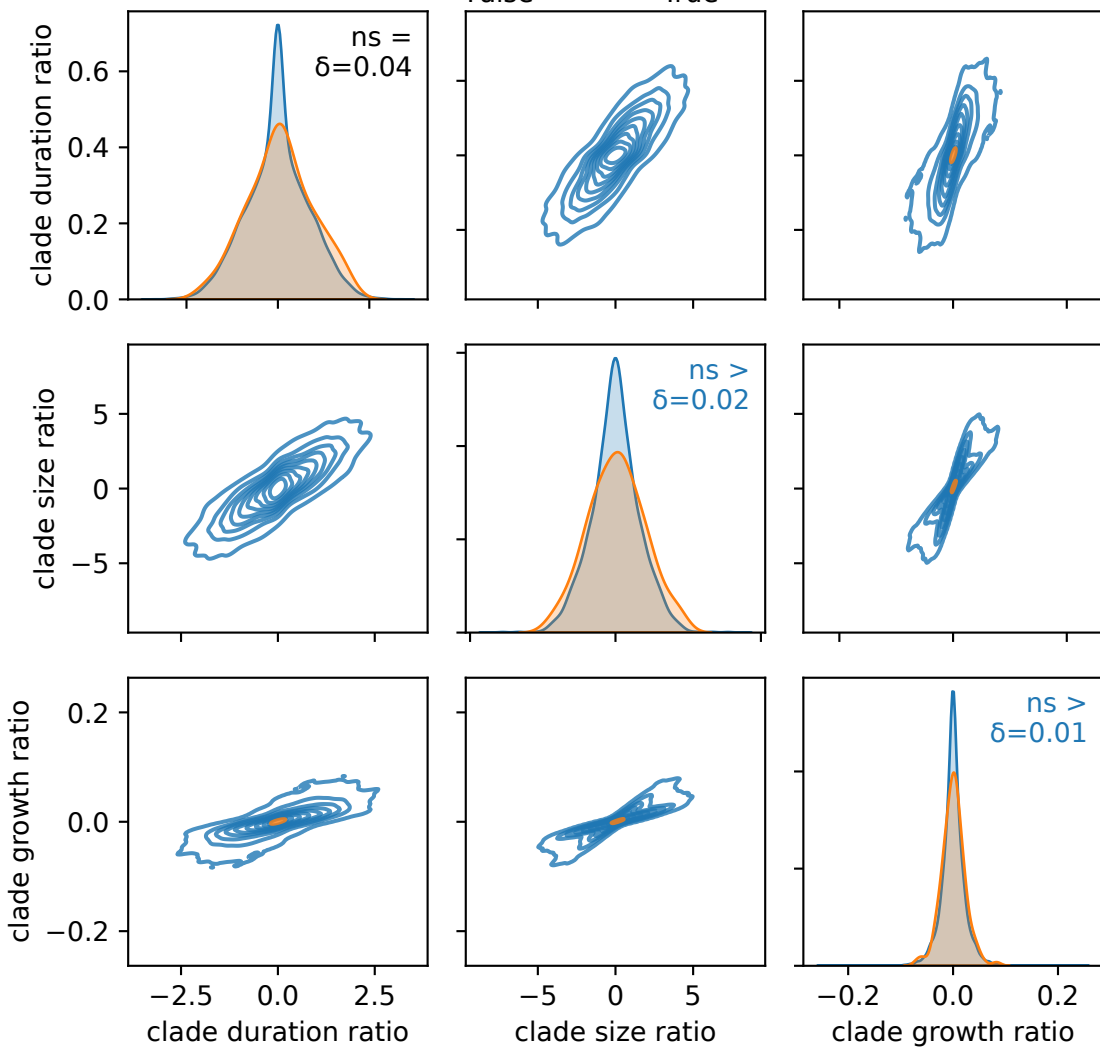 clade duration ratio
0.6
0.4
0.2
0.0
ns =
δ=0.04
clade size ratio
5
0
−5
ns >
δ=0.02
clade growth ratio
0.2
0.0
−0.2
ns >
δ=0.01
−2.5 0.0 2.5
−5 0 5
−0.2 0.0 0.2
clade duration ratio
clade size ratio
clade growth ratio